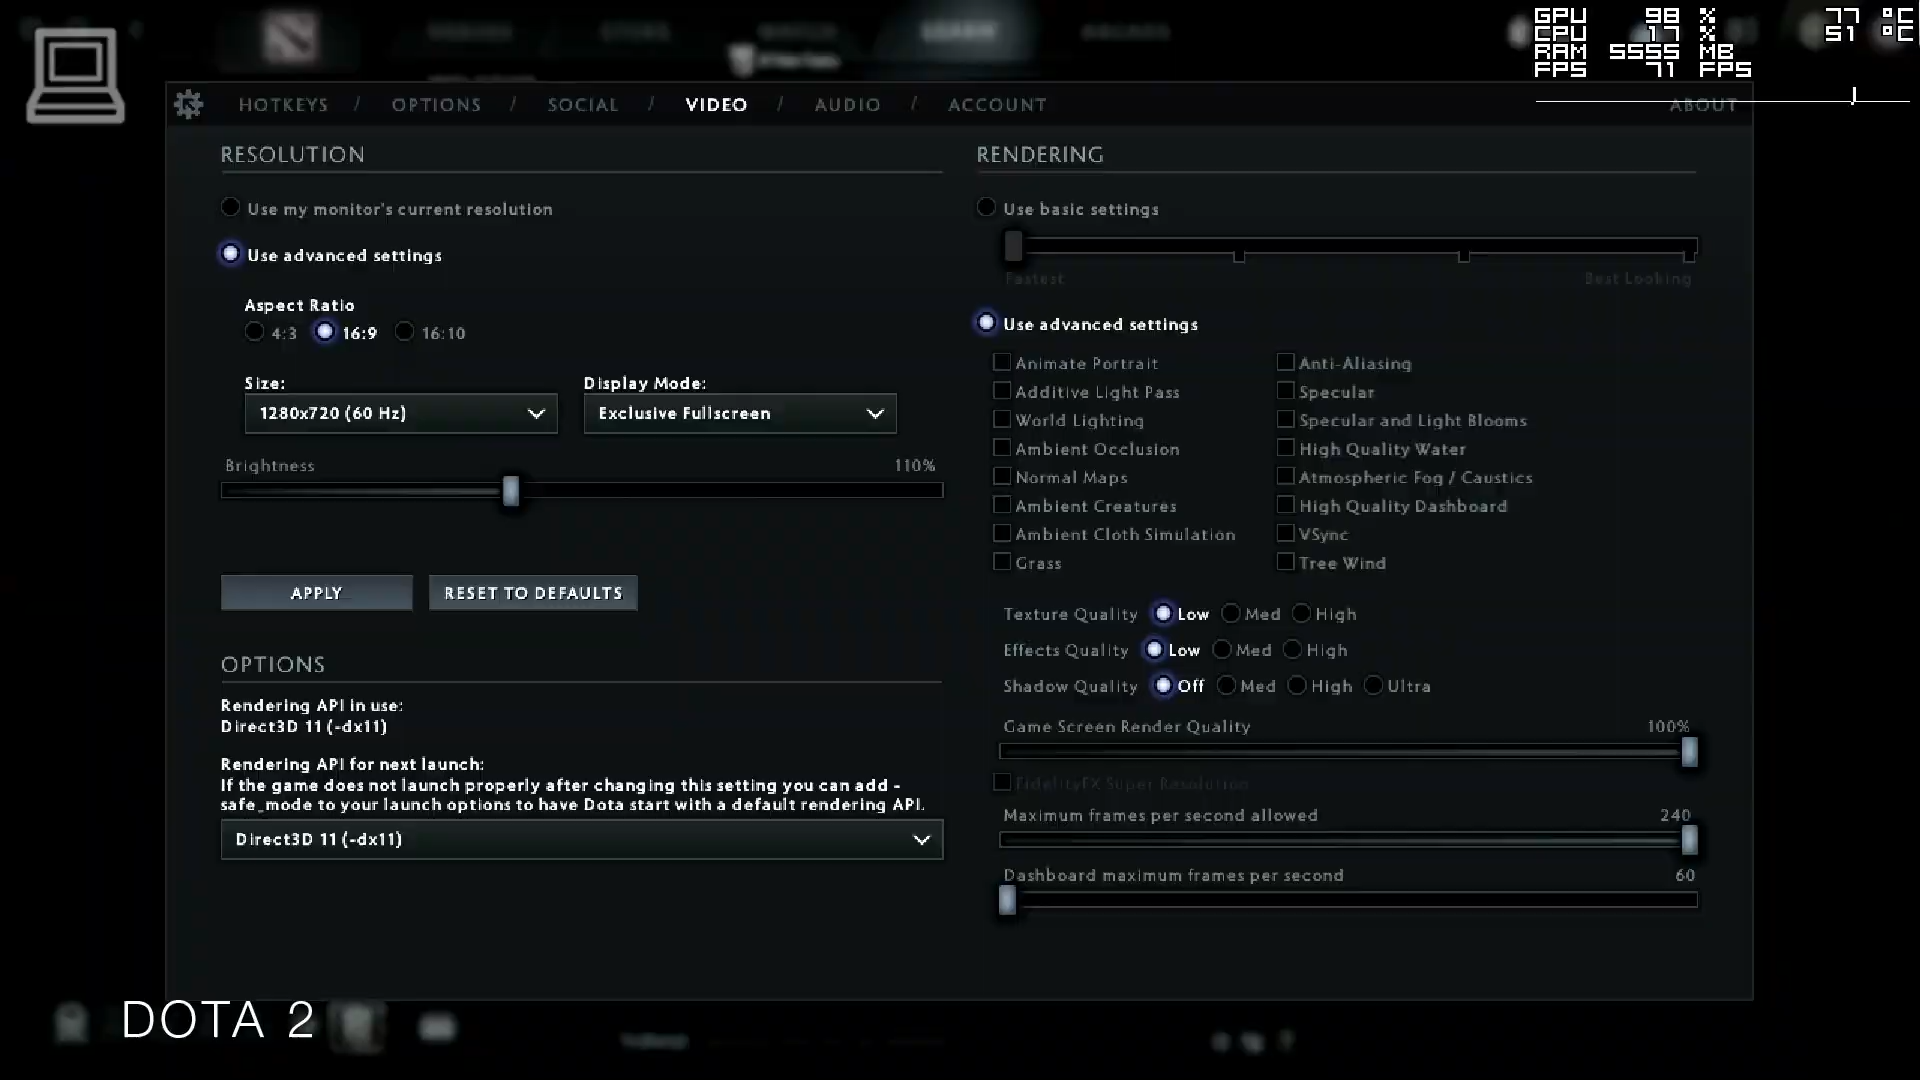 GPU 98 % 77 °C
CPU 17 % 51 °C
RAM 5555 MB
FPS 71 FPS
LEARN
HOTKEYS / OPTIONS / SOCIAL / VIDEO / AUDIO / ACCOUNT ABOUT
RESOLUTION
Use my monitor's current resolution
Use advanced settings
Aspect Ratio
4:3 16:9 16:10
Size: Display Mode:
1280x720 (60 Hz) Exclusive Fullscreen
Brightness 110%
APPLY RESET TO DEFAULTS
OPTIONS
Rendering API in use:
Direct3D 11 (-dx11)
Rendering API for next launch:
If the game does not launch properly after changing this setting you can add -
safe_mode to your launch options to have Dota start with a default rendering API.
Direct3D 11 (-dx11)
RENDERING
Use basic settings
Fastest Best Looking
Use advanced settings
Animate Portrait Anti-Aliasing
Additive Light Pass Specular
World Lighting Specular and Light Blooms
Ambient Occlusion High Quality Water
Normal Maps Atmospheric Fog / Caustics
Ambient Creatures High Quality Dashboard
Ambient Cloth Simulation VSync
Grass Tree Wind
Texture Quality Low Med High
Effects Quality Low Med High
Shadow Quality Off Med High Ultra
Game Screen Render Quality 100%
FidelityFX Super Resolution
Maximum frames per second allowed 240
Dashboard maximum frames per second 60
DOTA 2